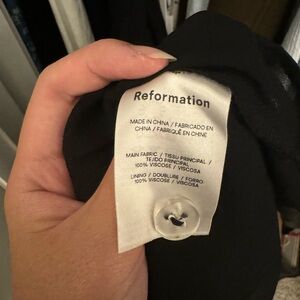 Reformation
MADE IN CHINA / FABRICADO EN
CHINA / FABRIQUÉ EN CHINE
MAIN FABRIC / TISSU PRINCIPAL /
TEJIDO PRINCIPAL
100% VISCOSE / VISCOSA
LINING / DOUBLURE / FORRO
100% VISCOSE / VISCOSA